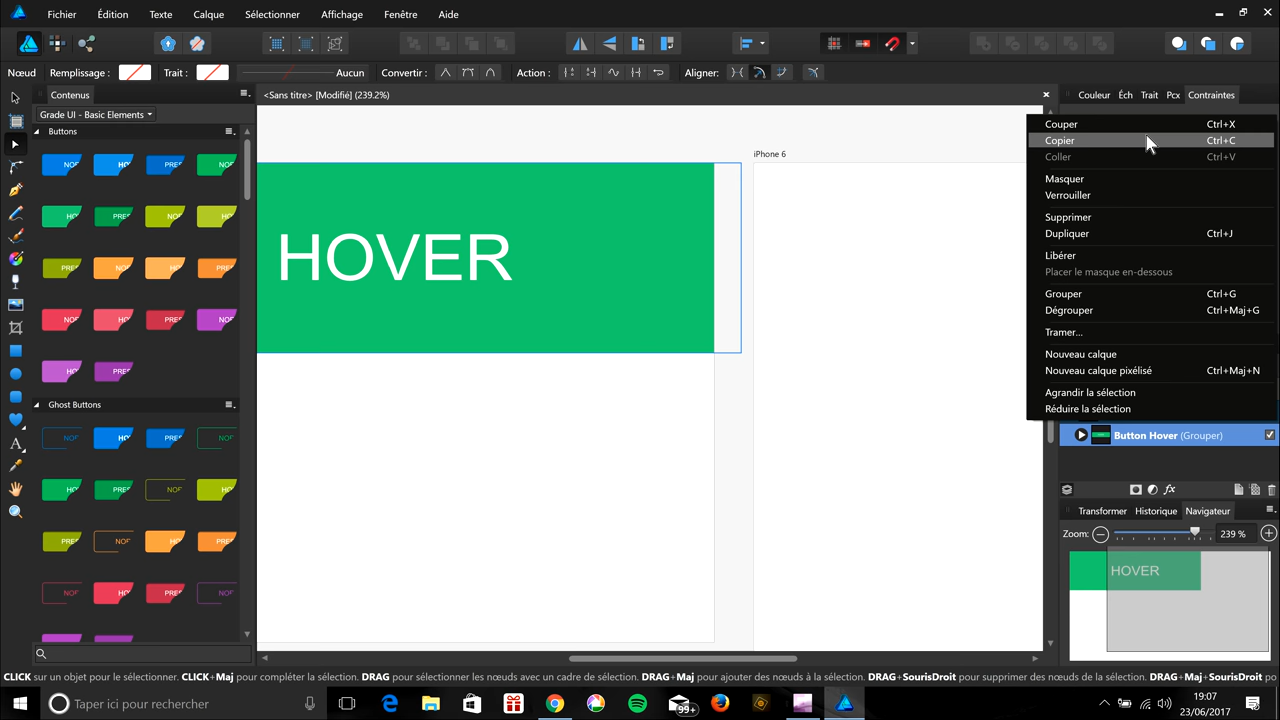 Fichier Édition Texte Calque Sélectionner Affichage Fenêtre Aide
Nœud Remplissage : Trait : Aucun Convertir : Action : Aligner:
Contenus
<Sans titre> [Modifié] (239.2%)
Couleur Éch Trait Pcx Contraintes
Grade UI - Basic Elements
Buttons
Ghost Buttons
iPhone 6
HOVER
Couper Ctrl+X
Copier Ctrl+C
Coller Ctrl+V
Masquer
Verrouiller
Supprimer
Dupliquer Ctrl+J
Libérer
Placer le masque en-dessous
Grouper Ctrl+G
Dégrouper Ctrl+Maj+G
Tramer...
Nouveau calque
Nouveau calque pixélisé Ctrl+Maj+N
Agrandir la sélection
Réduire la sélection
Button Hover (Grouper)
Transformer Historique Navigateur
Zoom: 239 %
HOVER
CLICK sur un objet pour le sélectionner. CLICK+Maj pour compléter la sélection. DRAG pour sélectionner les nœuds avec un cadre de sélection. DRAG+Maj pour ajouter des nœuds à la sélection. DRAG+SourisDroit pour supprimer des nœuds de la sélection. DRAG+Maj+SourisDroit po
Taper ici pour rechercher
99+
19:07
23/06/2017